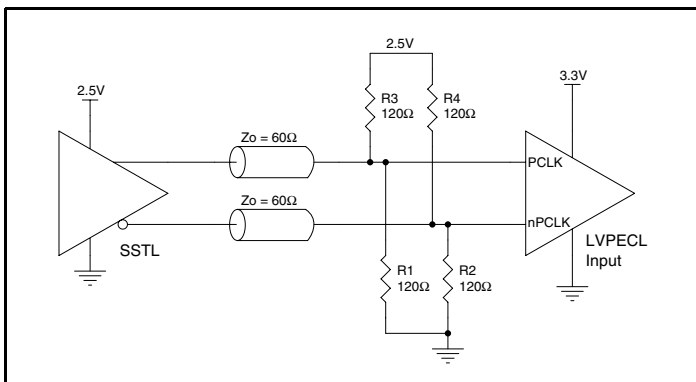 2.5V
2.5V
3.3V
R3
120Ω
R4
120Ω
Zo = 60Ω
PCLK
Zo = 60Ω
nPCLK
SSTL
LVPECL
Input
R1
120Ω
R2
120Ω